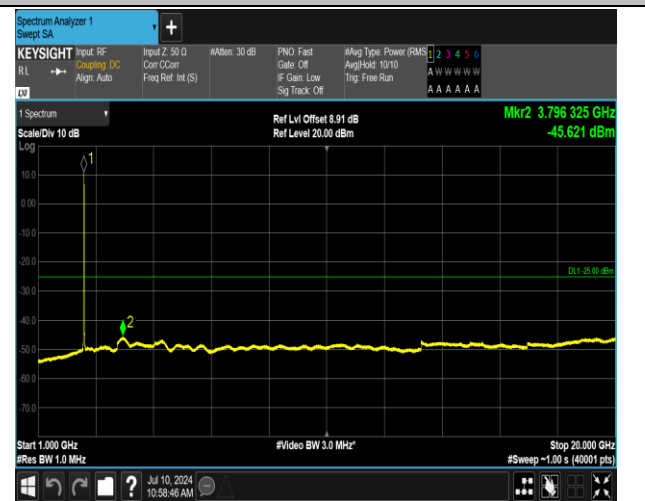 Spectrum Analyzer 1
Swept SA
+
KEYSIGHT
RL
LXI
Input: RF
Coupling: DC
Align: Auto
Input Z: 50 Ω
Corr CCorr
Freq Ref: Int (S)
#Atten: 30 dB
PNO: Fast
Gate: Off
IF Gain: Low
Sig Track: Off
#Avg Type: Power (RMS
Avg|Hold: 10/10
Trig: Free Run
1 2 3 4 5 6
A W W W W W
A A A A A A
1 Spectrum
Scale/Div 10 dB
Log
Ref Lvl Offset 8.91 dB
Ref Level 20.00 dBm
Mkr2 3.796 325 GHz
-45.621 dBm
1
10.0
0.00
-10.0
-20.0
DL1 -25.00 dBm
-30.0
-40.0
2
-50.0
-60.0
-70.0
Start 1.000 GHz
#Res BW 1.0 MHz
#Video BW 3.0 MHz*
Stop 20.000 GHz
#Sweep ~1.00 s (40001 pts)
?
Jul 10, 2024
10:58:46 AM